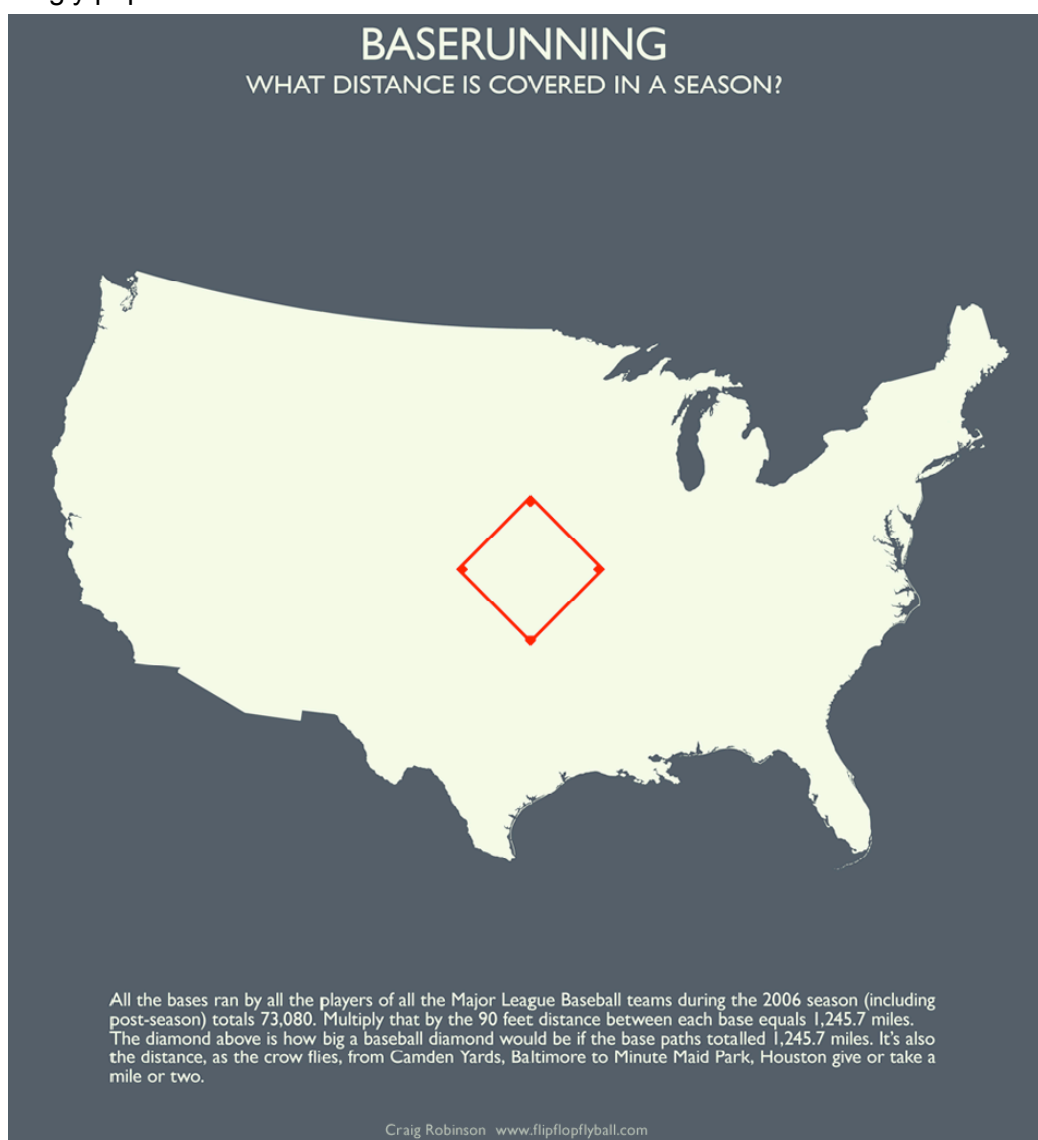 BASERUNNING
WHAT DISTANCE IS COVERED IN A SEASON?
All the bases ran by all the players of all the Major League Baseball teams during the 2006 season (including
post-season) totals 73,080. Multiply that by the 90 feet distance between each base equals 1,245.7 miles.
The diamond above is how big a baseball diamond would be if the base paths totalled 1,245.7 miles. It's also
the distance, as the crow flies, from Camden Yards, Baltimore to Minute Maid Park, Houston give or take a
mile or two.
Craig Robinson www.flipflopflyball.com